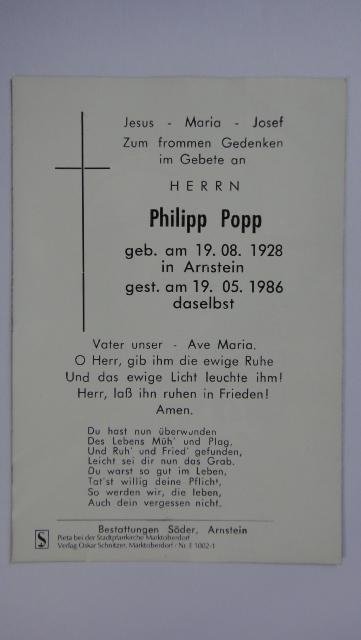 Jesus - Maria - Josef
Zum frommen Gedenken
im Gebete an
HERRN
Philipp Popp
geb. am 19. 08. 1928
in Arnstein
gest. am 19. 05. 1986
daselbst
Vater unser - Ave Maria.
O Herr, gib ihm die ewige Ruhe
Und das ewige Licht leuchte ihm!
Herr, laß ihn ruhen in Frieden!
Amen.
Du hast nun überwunden
Des Lebens Müh' und Plag,
Und Ruh' und Fried' gefunden,
Leicht sei dir nun das Grab.
Du warst so gut im Leben,
Tat'st willig deine Pflicht,
So werden wir, die leben,
Auch dein vergessen nicht.
Bestattungen Söder, Arnstein
Pieta bei der Stadtpfarrkirche Marktoberdorf
Verlag Oskar Schnitzer, Marktoberdorf / Nr. E 1002-1